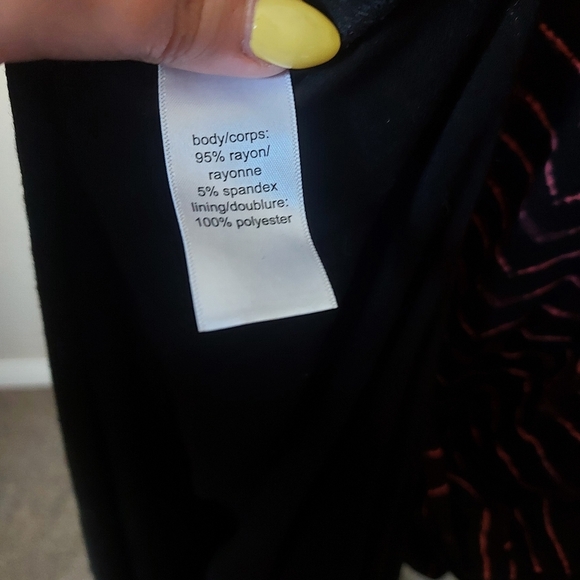 body/corps:
95% rayon/
rayonne
5% spandex
lining/doublure:
100% polyester